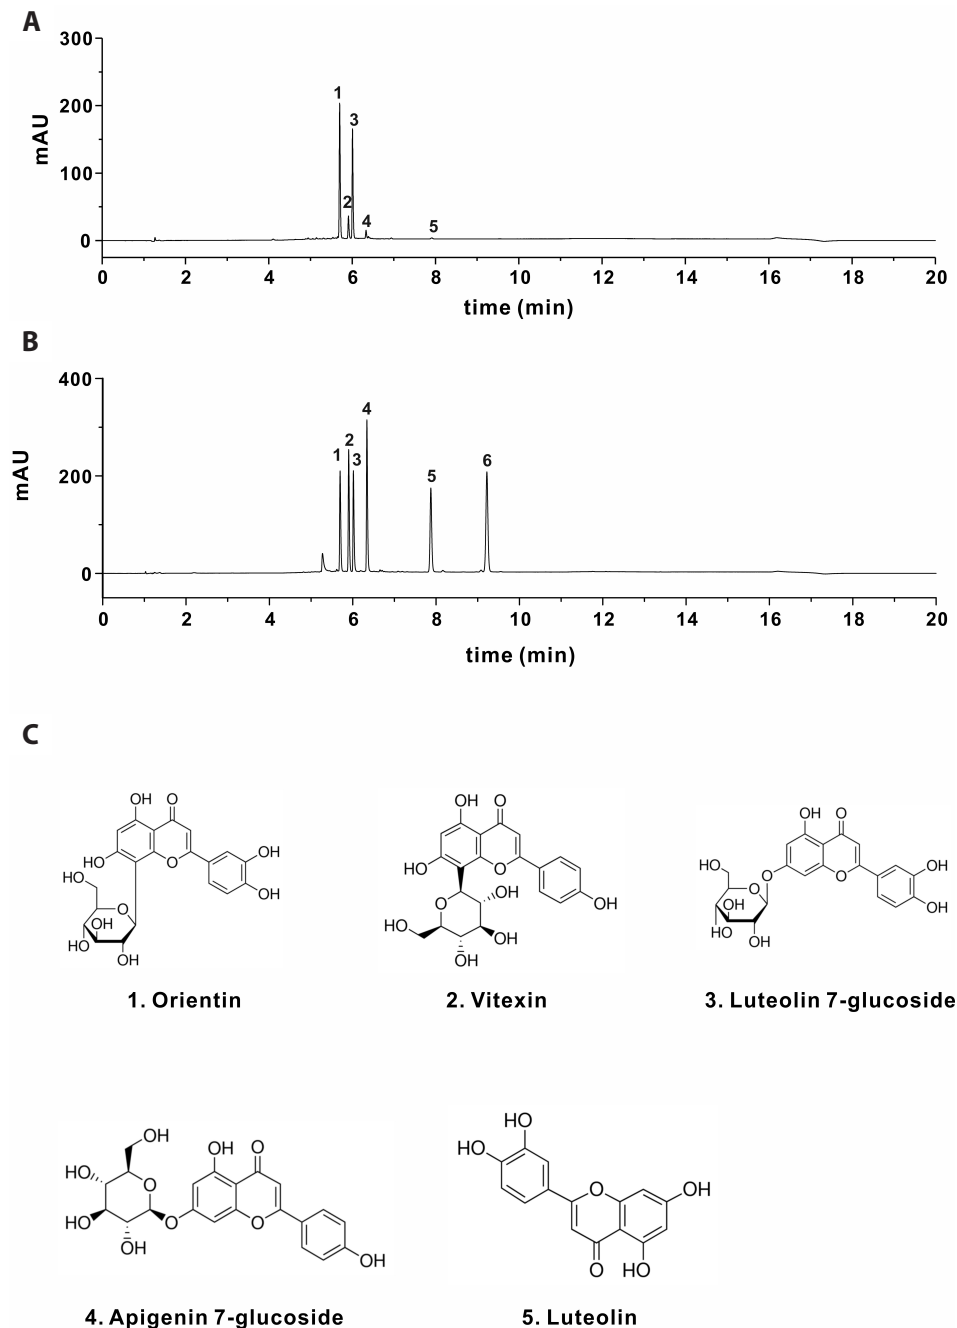 A
300
200
100
0
mAU
1
3
2
4
5
0 2 4 6 8 10 12 14 16 18 20
time (min)
B
400
200
0
mAU
4
2
1 3
5
6
0 2 4 6 8 10 12 14 16 18 20
time (min)
C
OH O
HO
O
OH
OH
HO
O
OH
HO
OH
OH O
HO
O
OH
OH
O
HO
OH
OH
OH O
HO
O
O
O
OH
OH
OH
HO
OH
1. Orientin
2. Vitexin
3. Luteolin 7-glucoside
OH
OH O
HO
O
HO
O
O
OH
OH
HO
HO
O
OH
O HO
4. Apigenin 7-glucoside
5. Luteolin